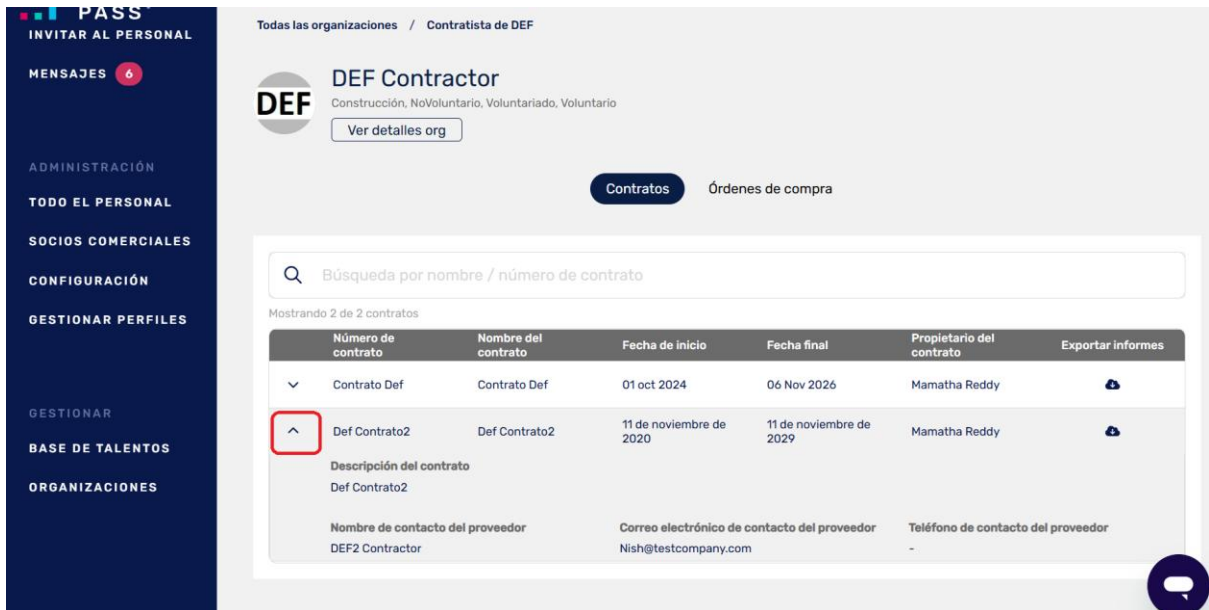 PASS
INVITAR AL PERSONAL
MENSAJES 6
ADMINISTRACIÓN
TODO EL PERSONAL
SOCIOS COMERCIALES
CONFIGURACIÓN
GESTIONAR PERFILES
GESTIONAR
BASE DE TALENTOS
ORGANIZACIONES
Todas las organizaciones / Contratista de DEF
DEF
DEF Contractor
Construcción, NoVoluntario, Voluntariado, Voluntario
Ver detalles org
Contratos Órdenes de compra
Búsqueda por nombre / número de contrato
Mostrando 2 de 2 contratos
Número de contrato Nombre del contrato Fecha de inicio Fecha final Propietario del contrato Exportar informes
Contrato Def Contrato Def 01 oct 2024 06 Nov 2026 Mamatha Reddy
Def Contrato2 Def Contrato2 11 de noviembre de 2020 11 de noviembre de 2029 Mamatha Reddy
Descripción del contrato
Def Contrato2
Nombre de contacto del proveedor Correo electrónico de contacto del proveedor Teléfono de contacto del proveedor
DEF2 Contractor Nish@testcompany.com -